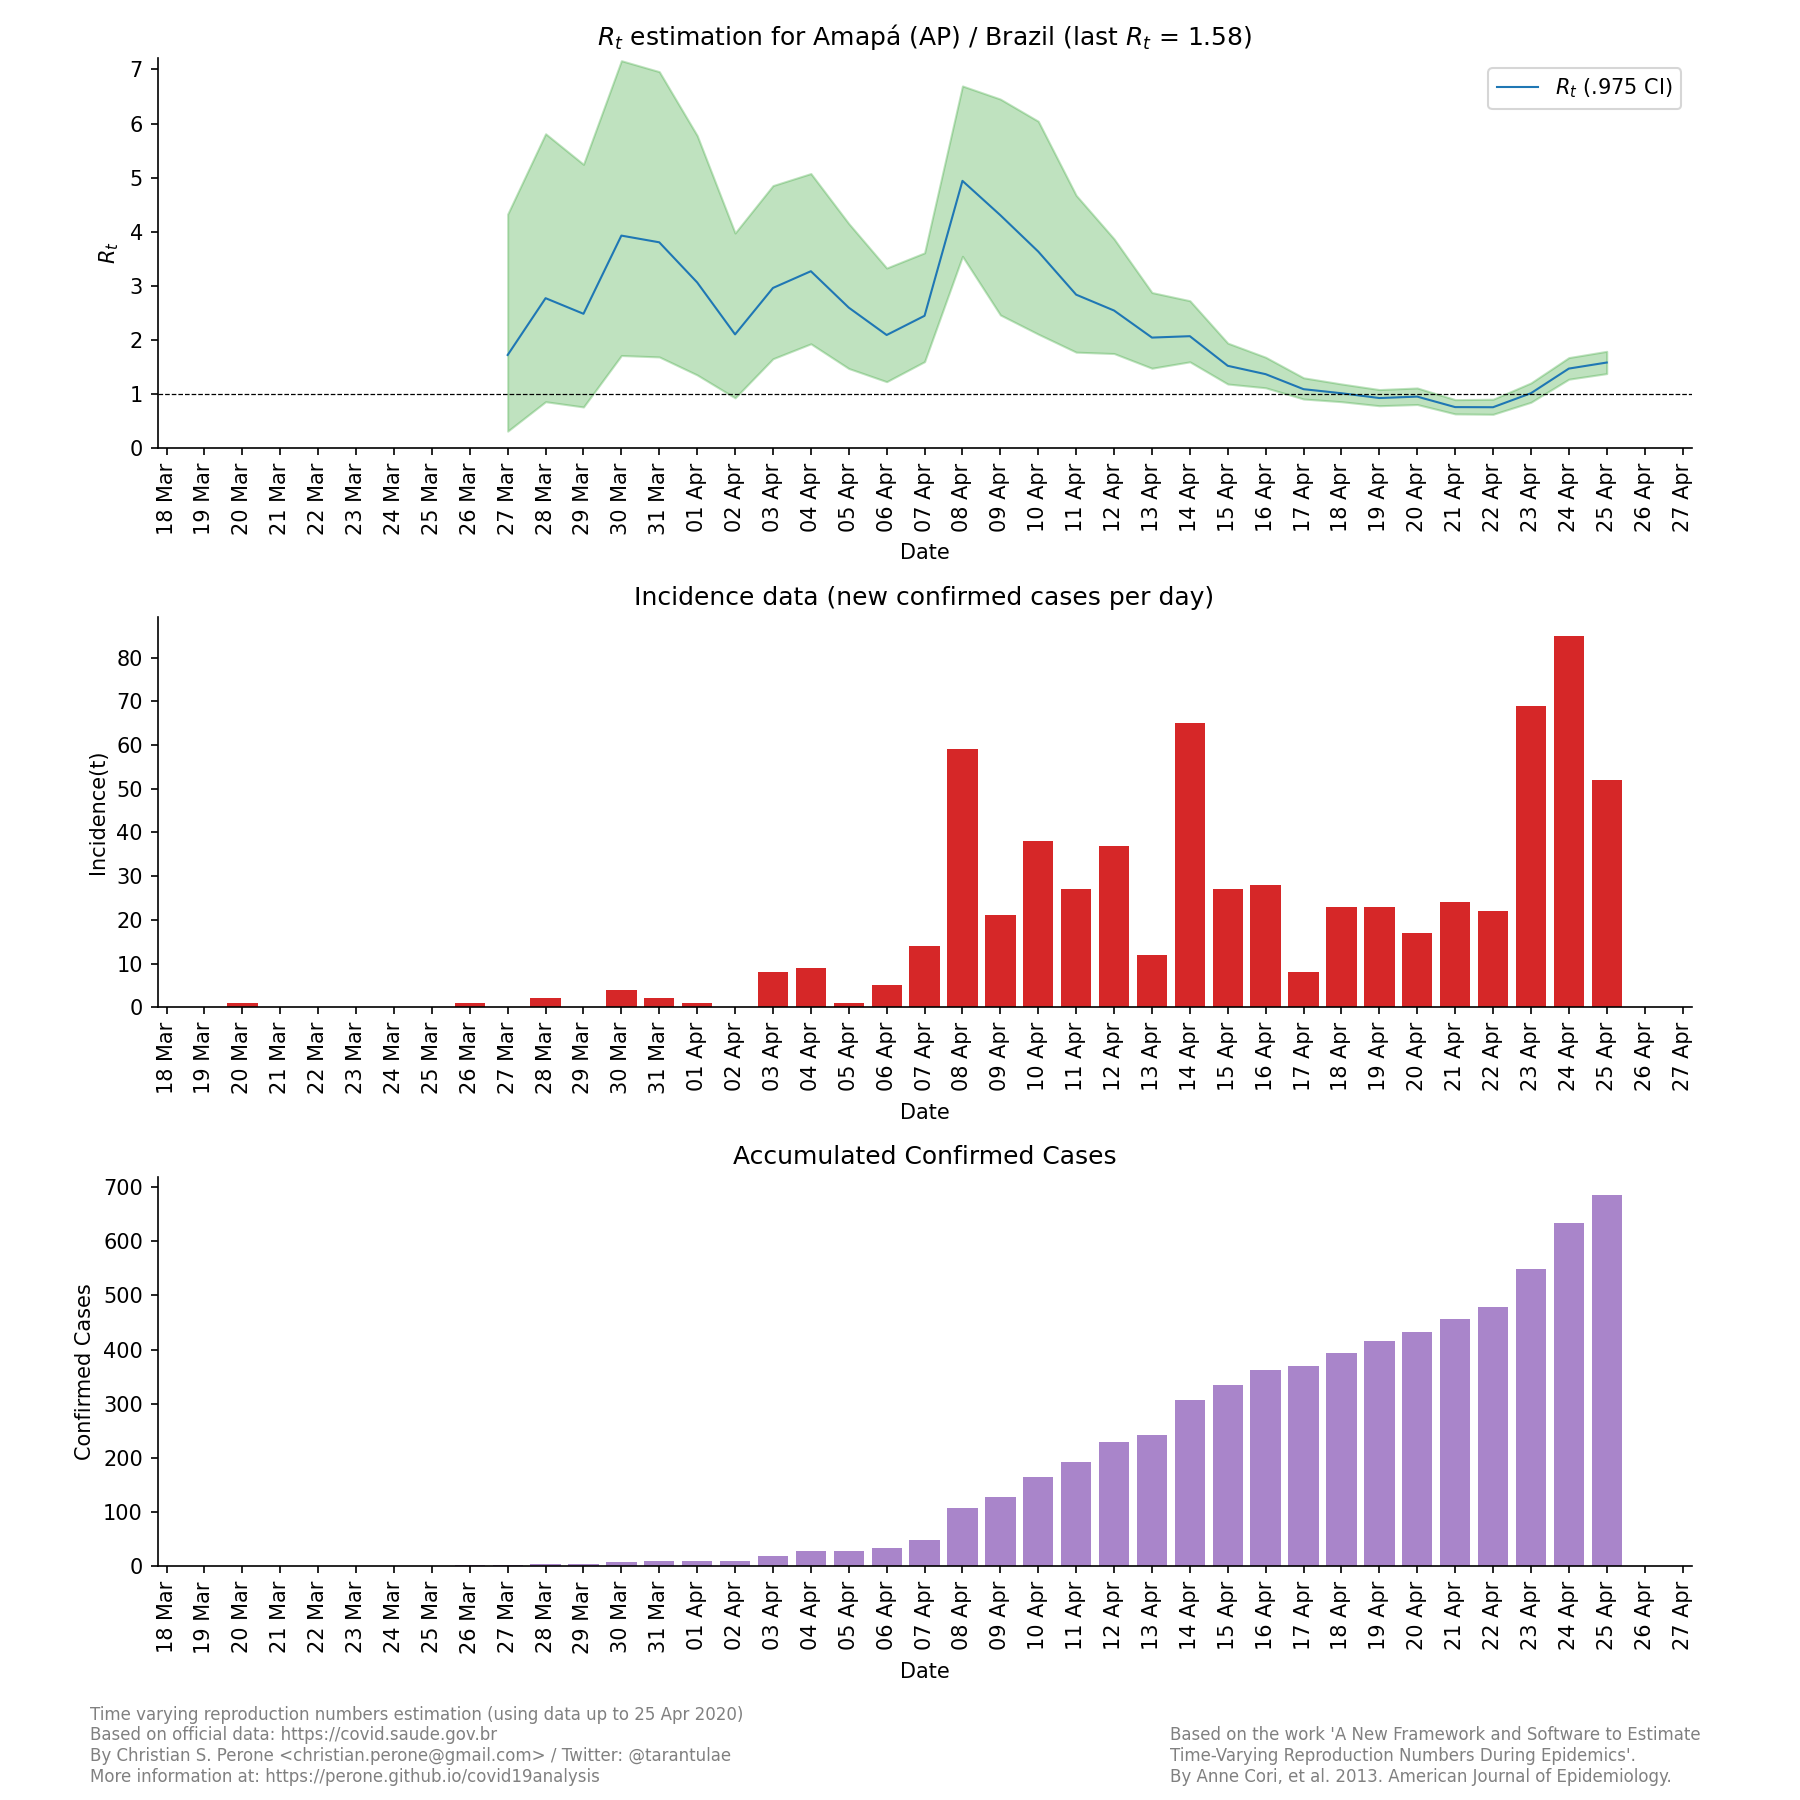 Rt estimation for Amapá (AP) / Brazil (last Rt = 1.58)
Rt (.975 CI)
7
6
5
4
3
2
1
0
Rt
18 Mar 19 Mar 20 Mar 21 Mar 22 Mar 23 Mar 24 Mar 25 Mar 26 Mar 27 Mar 28 Mar 29 Mar 30 Mar 31 Mar 01 Apr 02 Apr 03 Apr 04 Apr 05 Apr 06 Apr 07 Apr 08 Apr 09 Apr 10 Apr 11 Apr 12 Apr 13 Apr 14 Apr 15 Apr 16 Apr 17 Apr 18 Apr 19 Apr 20 Apr 21 Apr 22 Apr 23 Apr 24 Apr 25 Apr 26 Apr 27 Apr
Date
Incidence data (new confirmed cases per day)
80
70
60
50
40
30
20
10
0
Incidence(t)
18 Mar 19 Mar 20 Mar 21 Mar 22 Mar 23 Mar 24 Mar 25 Mar 26 Mar 27 Mar 28 Mar 29 Mar 30 Mar 31 Mar 01 Apr 02 Apr 03 Apr 04 Apr 05 Apr 06 Apr 07 Apr 08 Apr 09 Apr 10 Apr 11 Apr 12 Apr 13 Apr 14 Apr 15 Apr 16 Apr 17 Apr 18 Apr 19 Apr 20 Apr 21 Apr 22 Apr 23 Apr 24 Apr 25 Apr 26 Apr 27 Apr
Date
Accumulated Confirmed Cases
700
600
500
400
300
200
100
0
Confirmed Cases
18 Mar 19 Mar 20 Mar 21 Mar 22 Mar 23 Mar 24 Mar 25 Mar 26 Mar 27 Mar 28 Mar 29 Mar 30 Mar 31 Mar 01 Apr 02 Apr 03 Apr 04 Apr 05 Apr 06 Apr 07 Apr 08 Apr 09 Apr 10 Apr 11 Apr 12 Apr 13 Apr 14 Apr 15 Apr 16 Apr 17 Apr 18 Apr 19 Apr 20 Apr 21 Apr 22 Apr 23 Apr 24 Apr 25 Apr 26 Apr 27 Apr
Date
Time varying reproduction numbers estimation (using data up to 25 Apr 2020)
Based on official data: https://covid.saude.gov.br
By Christian S. Perone <christian.perone@gmail.com> / Twitter: @tarantulae
More information at: https://perone.github.io/covid19analysis
Based on the work 'A New Framework and Software to Estimate
Time-Varying Reproduction Numbers During Epidemics'.
By Anne Cori, et al. 2013. American Journal of Epidemiology.